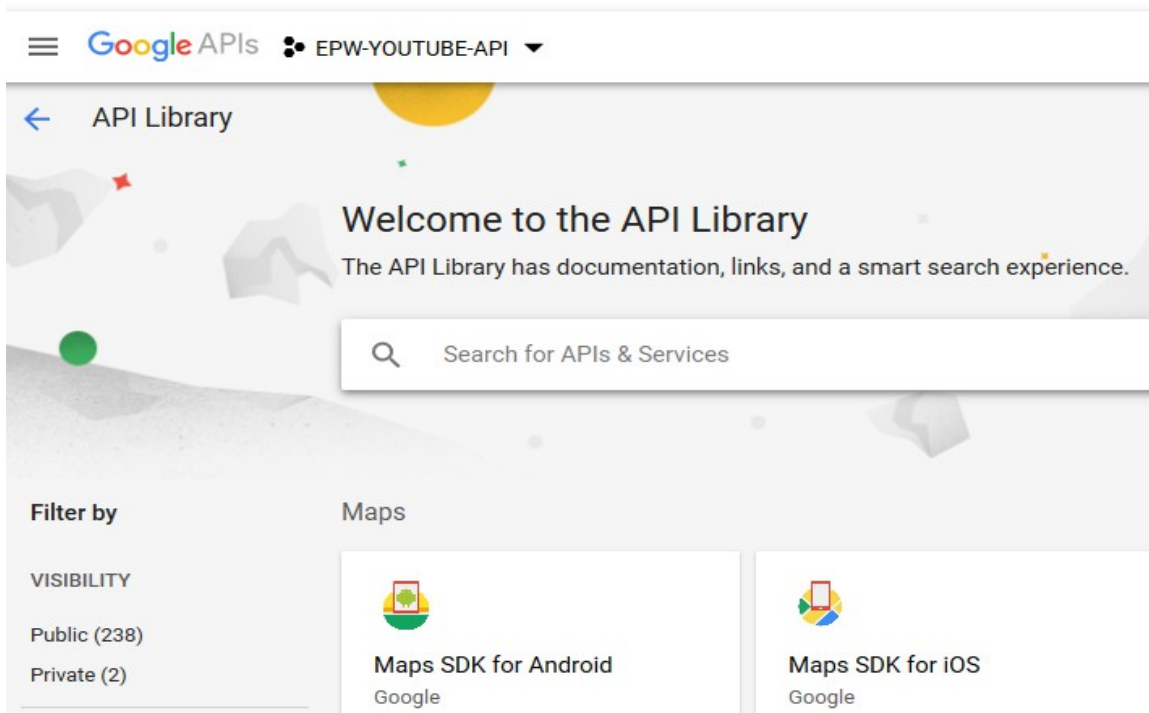 Google APIs EPW-YOUTUBE-API
API Library
Welcome to the API Library
The API Library has documentation, links, and a smart search experience.
Search for APIs & Services
Filter by
VISIBILITY
Public (238)
Private (2)
Maps
Maps SDK for Android
Google
Maps SDK for iOS
Google